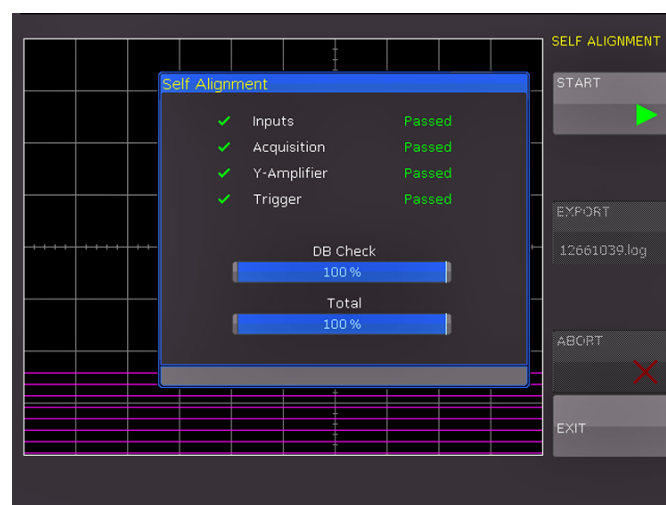 SELF ALIGNMENT
Self Alignment
START
Inputs Passed
Acquisition Passed
Y-Amplifier Passed
Trigger Passed
EXPORT
12661039.log
DB Check
100 %
Total
100 %
ABORT
EXIT